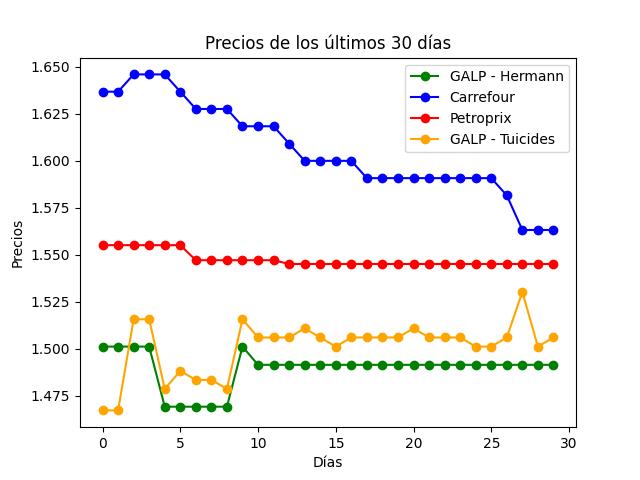 Precios de los últimos 30 días
GALP - Hermann
Carrefour
Petroprix
GALP - Tuicides
1.650
1.625
1.600
1.575
1.550
1.525
1.500
1.475
Precios
0 5 10 15 20 25 30
Días